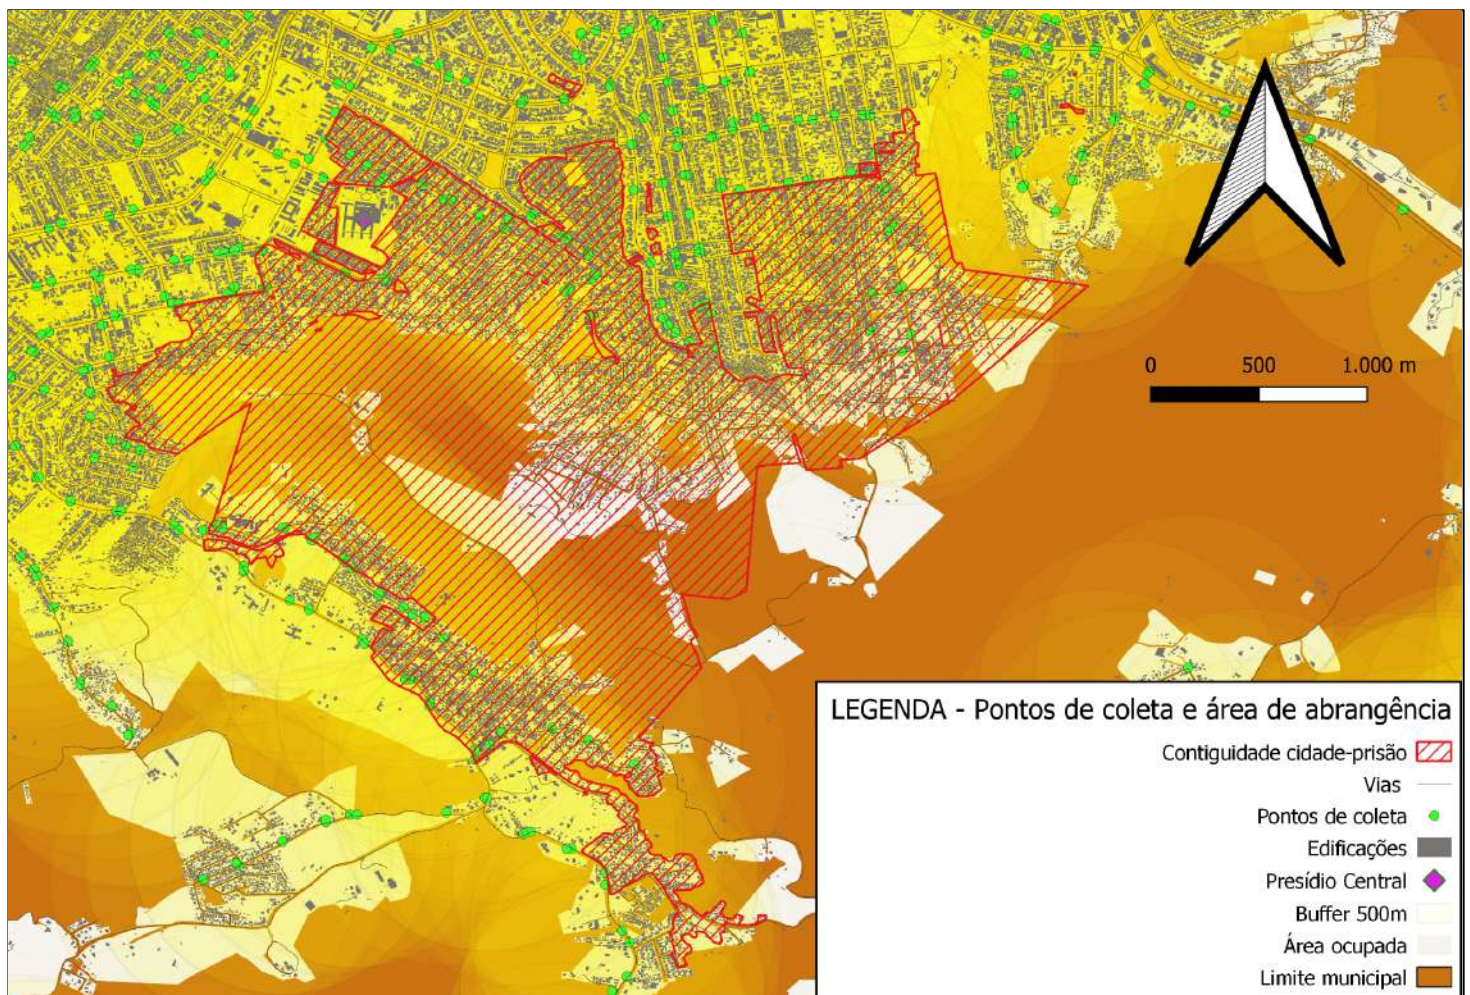 0 500 1.000 m
LEGENDA - Pontos de coleta e área de abrangência
Contiguidade cidade-prisão
Vias
Pontos de coleta
Edificações
Presídio Central
Buffer 500m
Área ocupada
Limite municipal